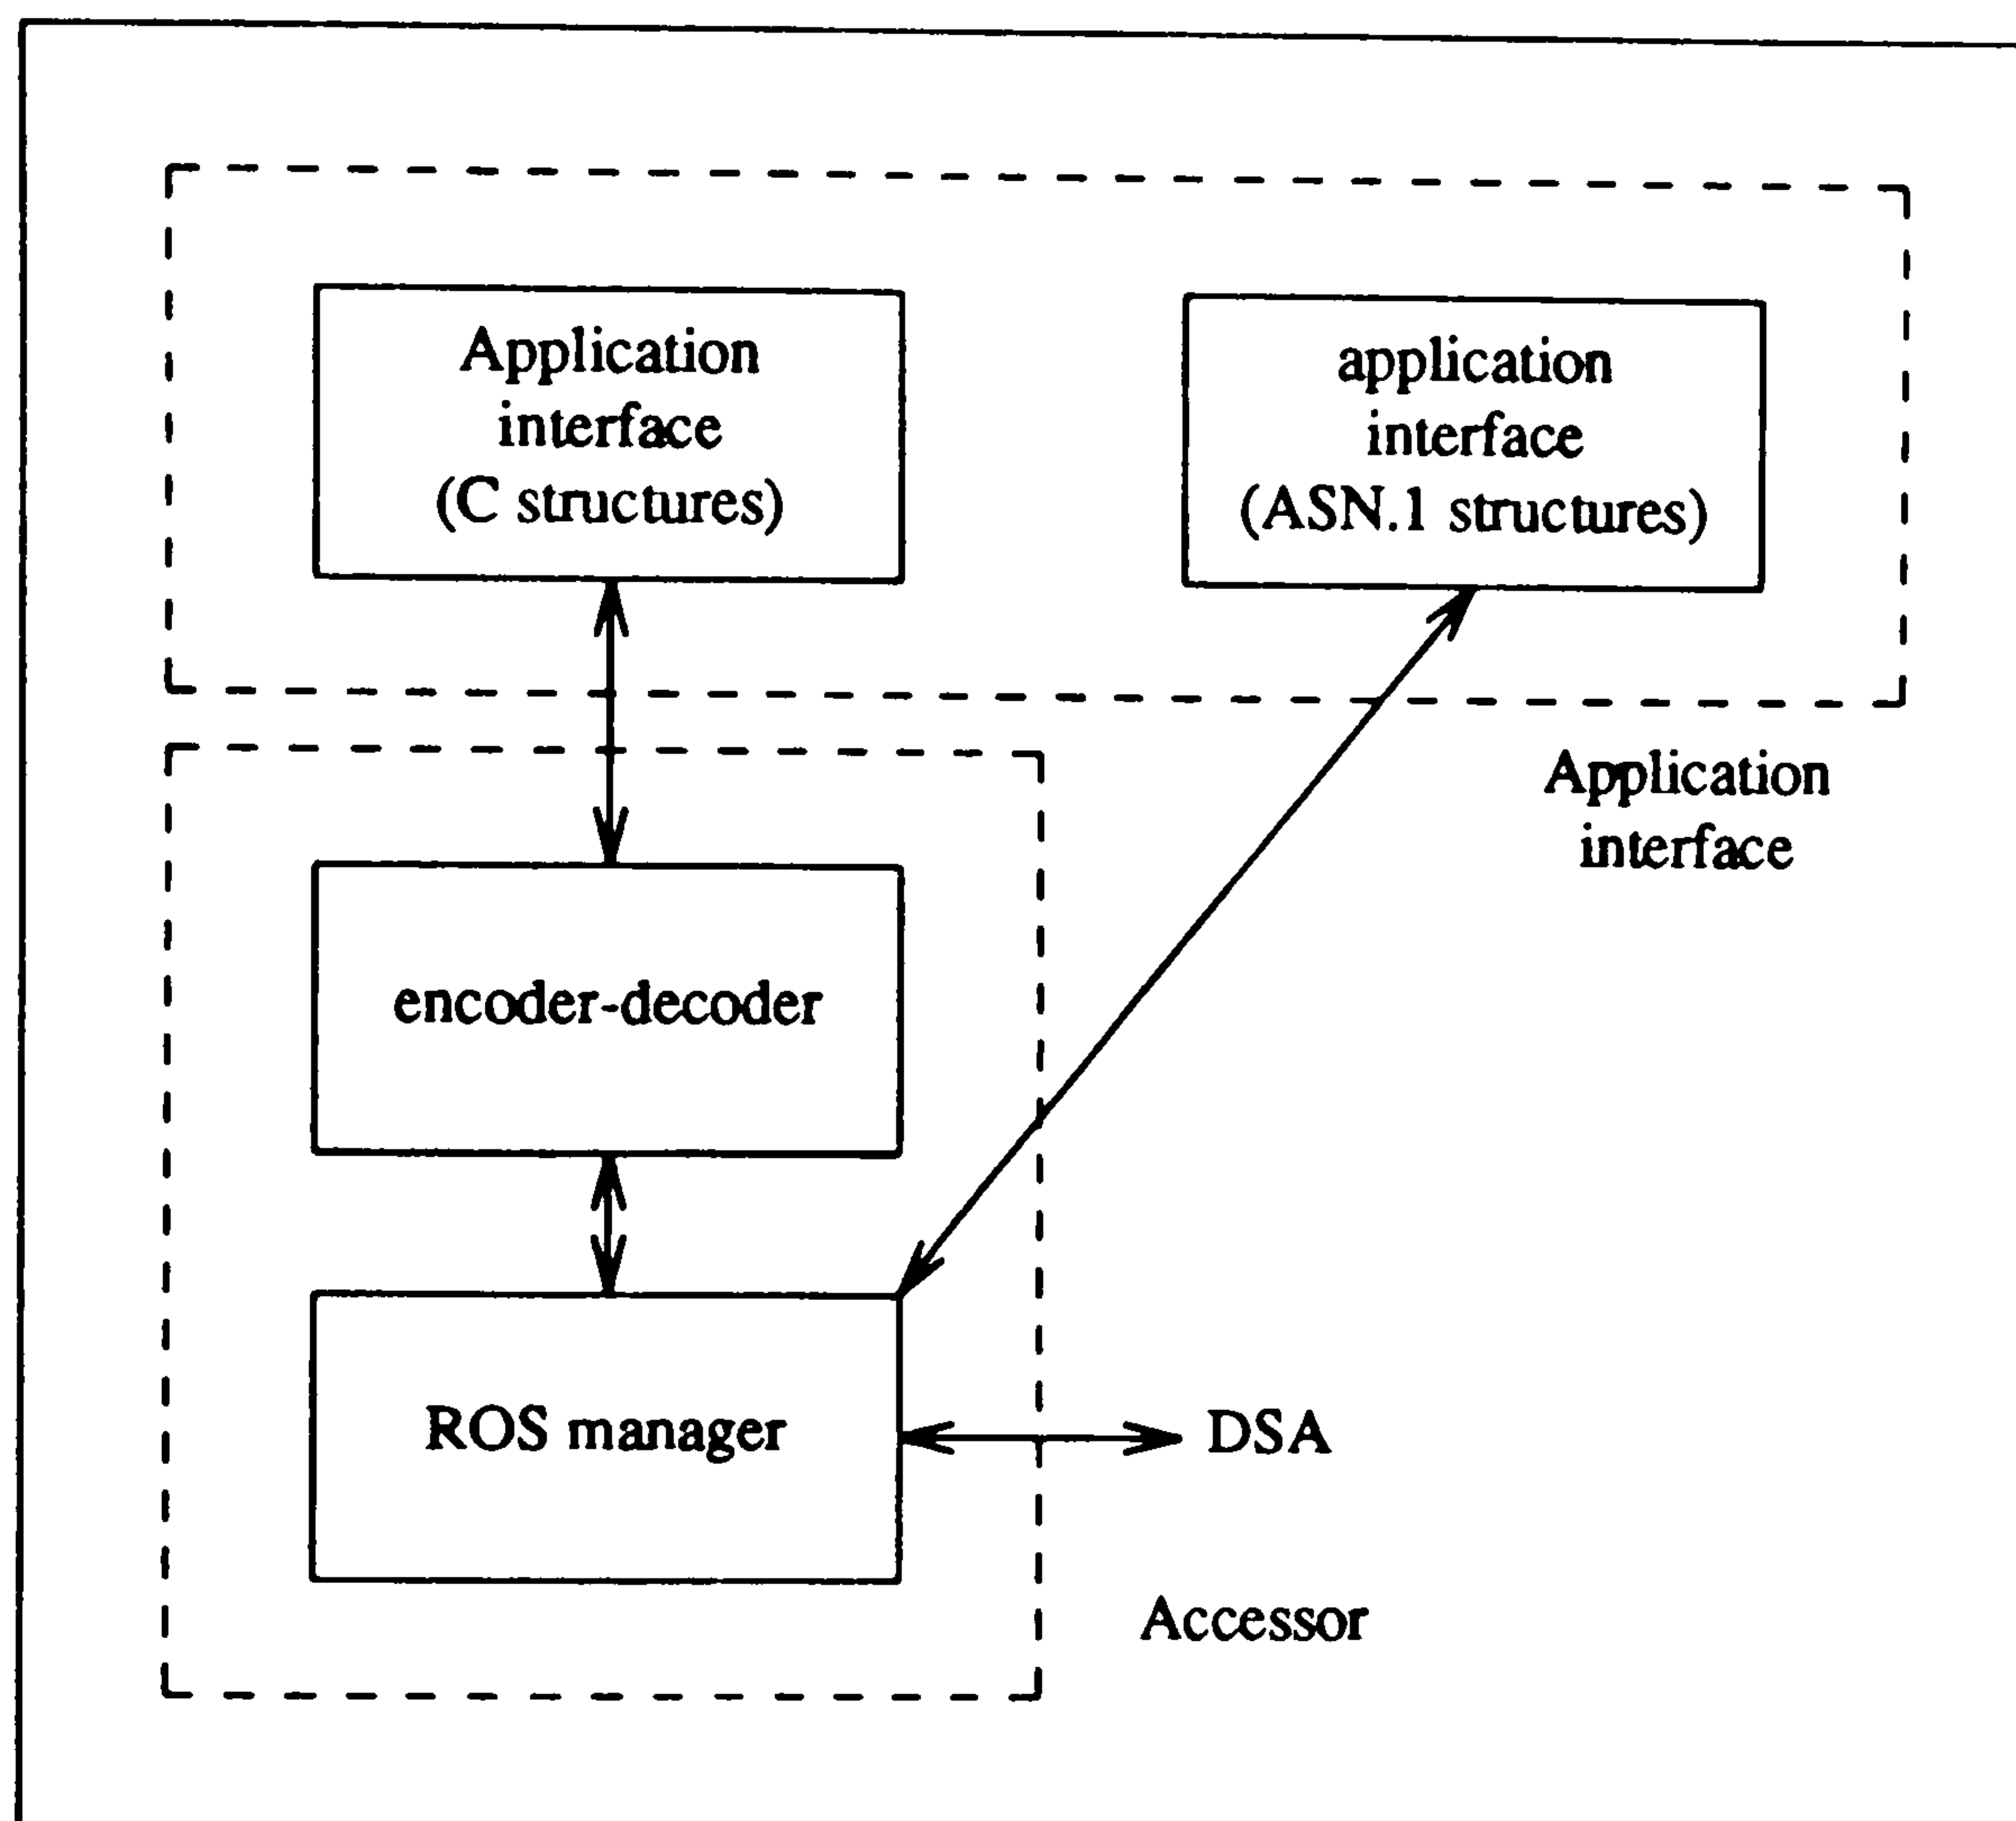 Application
interface
(C structures)
application
interface
(ASN.1 structures)
Application
interface
encoder-decoder
ROS manager
DSA
Accessor